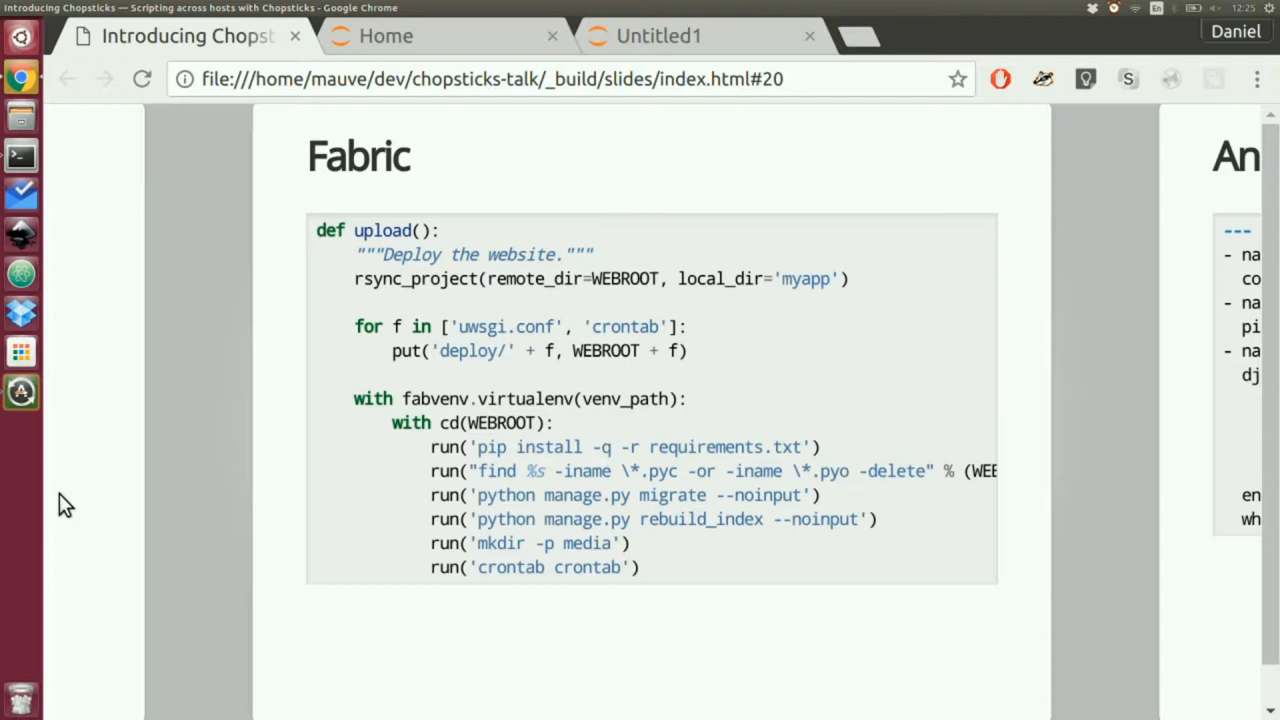 Introducing Chopsticks — Scripting across hosts with Chopsticks - Google Chrome
En
12:25
Introducing Chopst
Home
Untitled1
Daniel
file:///home/mauve/dev/chopsticks-talk/_build/slides/index.html#20
S
Fabric
def upload():
"""Deploy the website."""
rsync_project(remote_dir=WEBROOT, local_dir='myapp')
for f in ['uwsgi.conf', 'crontab']:
put('deploy/' + f, WEBROOT + f)
with fabvenv.virtualenv(venv_path):
with cd(WEBROOT):
run('pip install -q -r requirements.txt')
run("find %s -iname \*.pyc -or -iname \*.pyo -delete" % (WEB
run('python manage.py migrate --noinput')
run('python manage.py rebuild_index --noinput')
run('mkdir -p media')
run('crontab crontab')
An
---
- na
co
- na
pi
- na
dj
en
wh